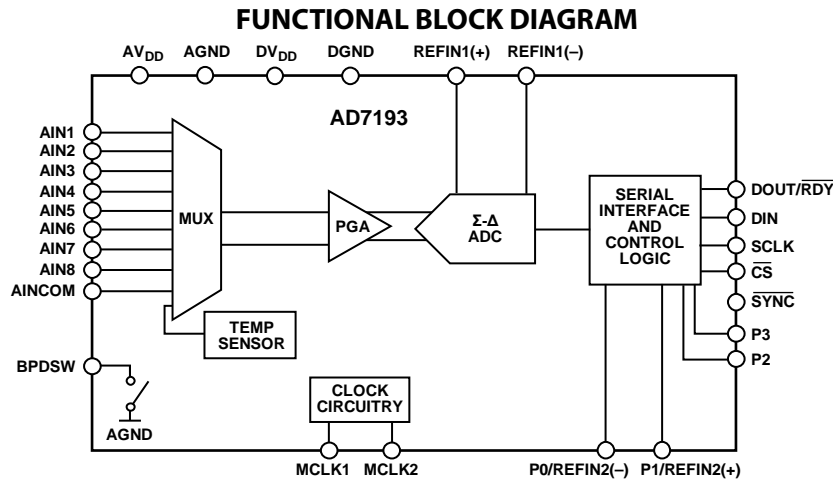 FUNCTIONAL BLOCK DIAGRAM
AVDD AGND DVDD DGND REFIN1(+) REFIN1(–)
AD7193
AIN1
AIN2
AIN3
AIN4
AIN5
AIN6
AIN7
AIN8
AINCOM
MUX
PGA
Σ-Δ
ADC
SERIAL
INTERFACE
AND
CONTROL
LOGIC
DOUT/RDY
DIN
SCLK
CS
SYNC
P3
P2
TEMP
SENSOR
BPDSW
AGND
CLOCK
CIRCUITRY
MCLK1 MCLK2 P0/REFIN2(–) P1/REFIN2(+)